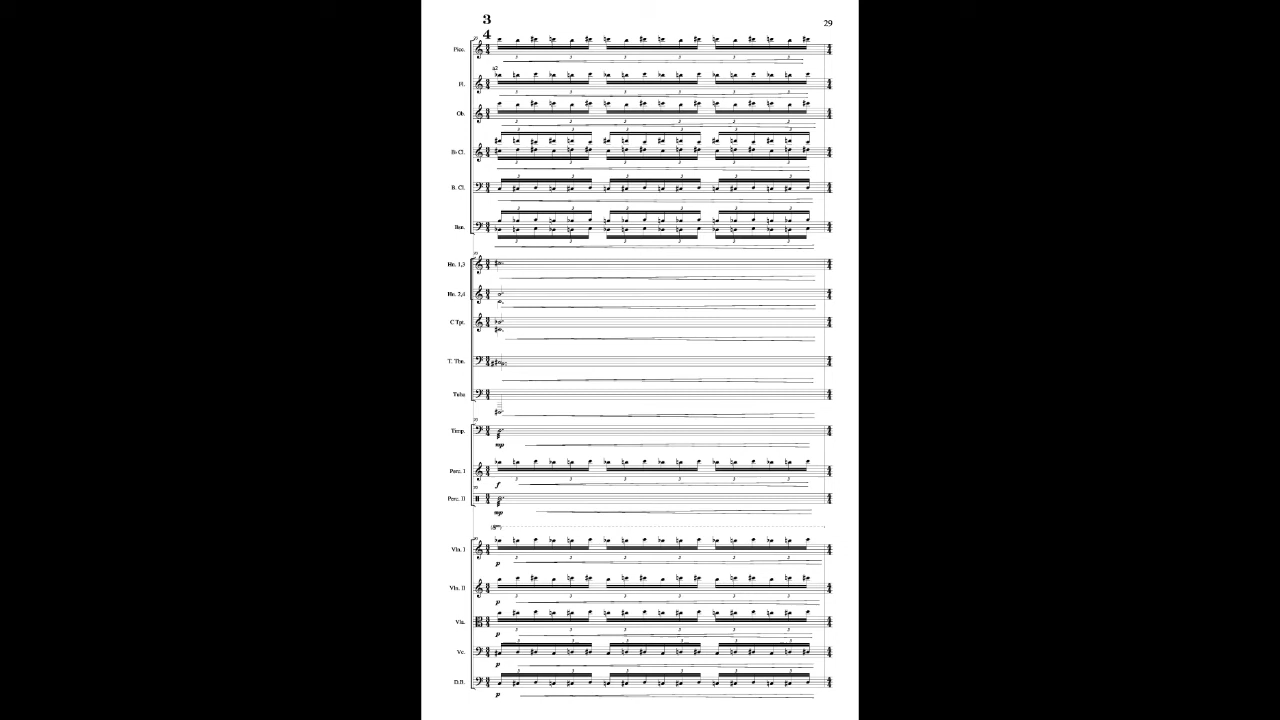 3
4
29
Picc.
a2
Fl.
Ob.
B♭ Cl.
B. Cl.
Bsn.
Hn. 1,3
Hn. 2,4
C Tpt.
T. Tbn.
Tuba
Timp.
mp
Perc. I
f
Perc. II
mp
Vln. I
p
Vln. II
p
Vla.
p
Vc.
p
D.B.
p